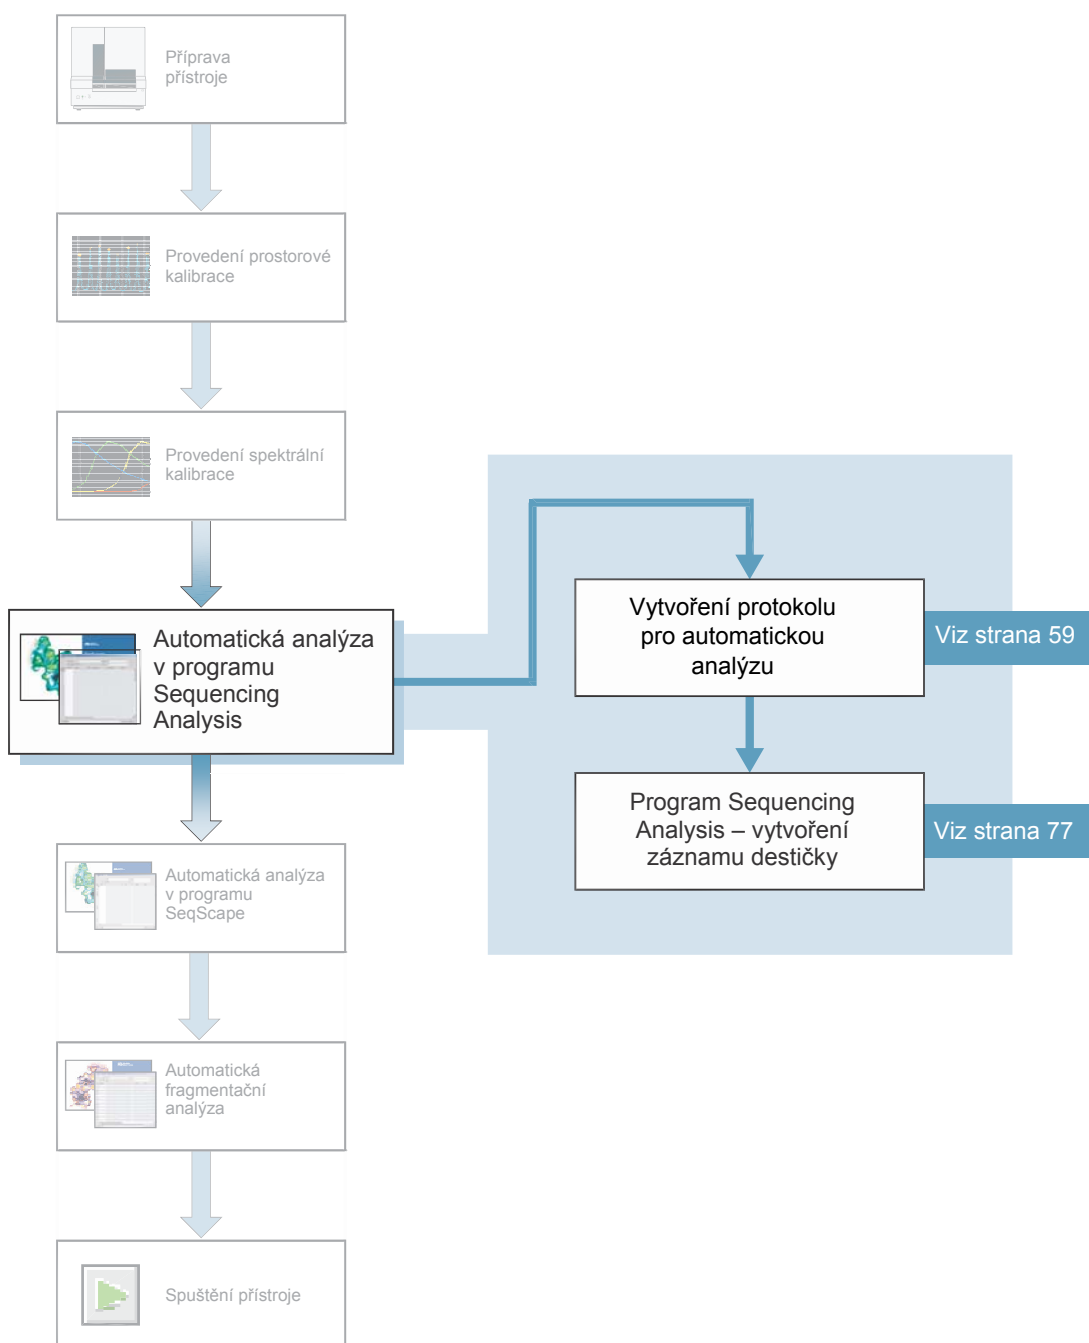 Příprava
přístroje
Provedení prostorové
kalibrace
Provedení spektrální
kalibrace
Automatická analýza
v programu
Sequencing
Analysis
Vytvoření protokolu
pro automatickou
analýzu
Viz strana 59
Program Sequencing
Analysis – vytvoření
záznamu destičky
Viz strana 77
Automatická analýza
v programu
SeqScape
Automatická
fragmentační
analýza
Spuštění přístroje